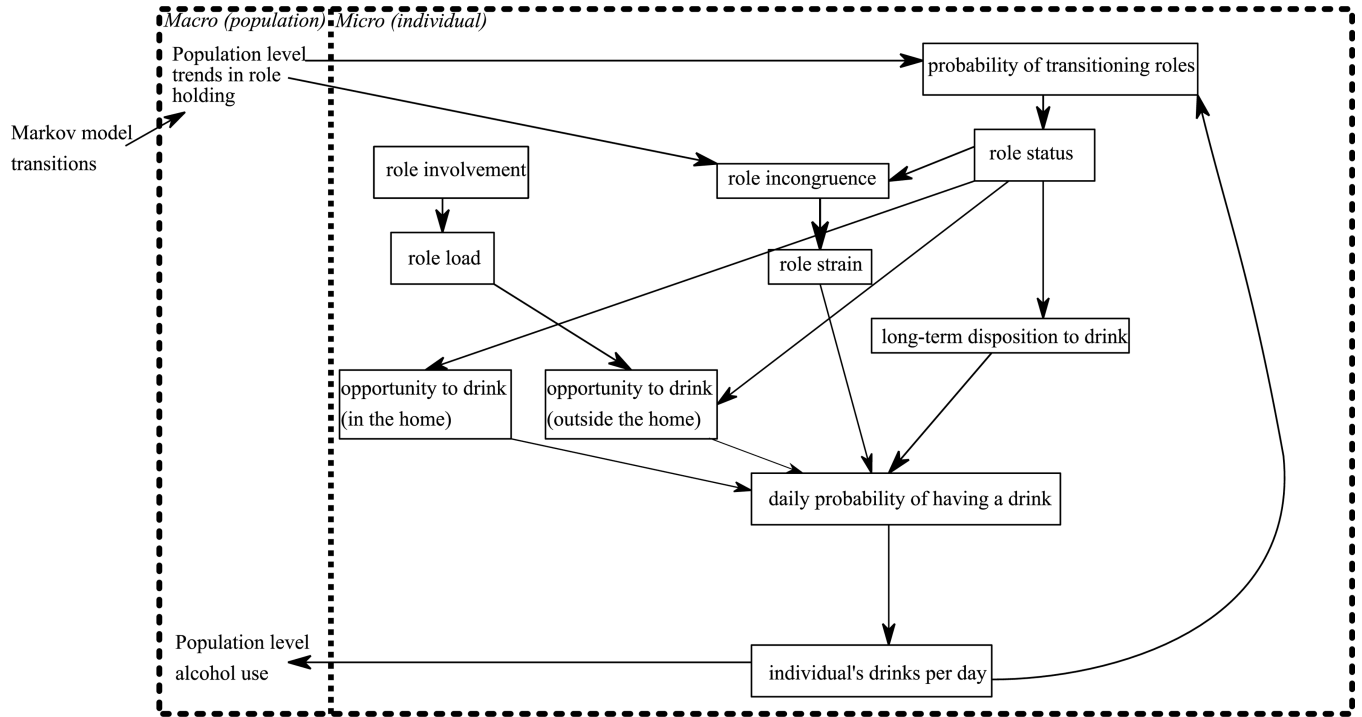 Macro (population)
Micro (individual)
Population level
trends in role
holding
probability of transitioning roles
Markov model
transitions
role status
role involvement
role incongruence
role load
role strain
long-term disposition to drink
opportunity to drink
(in the home)
opportunity to drink
(outside the home)
daily probability of having a drink
Population level
alcohol use
individual's drinks per day